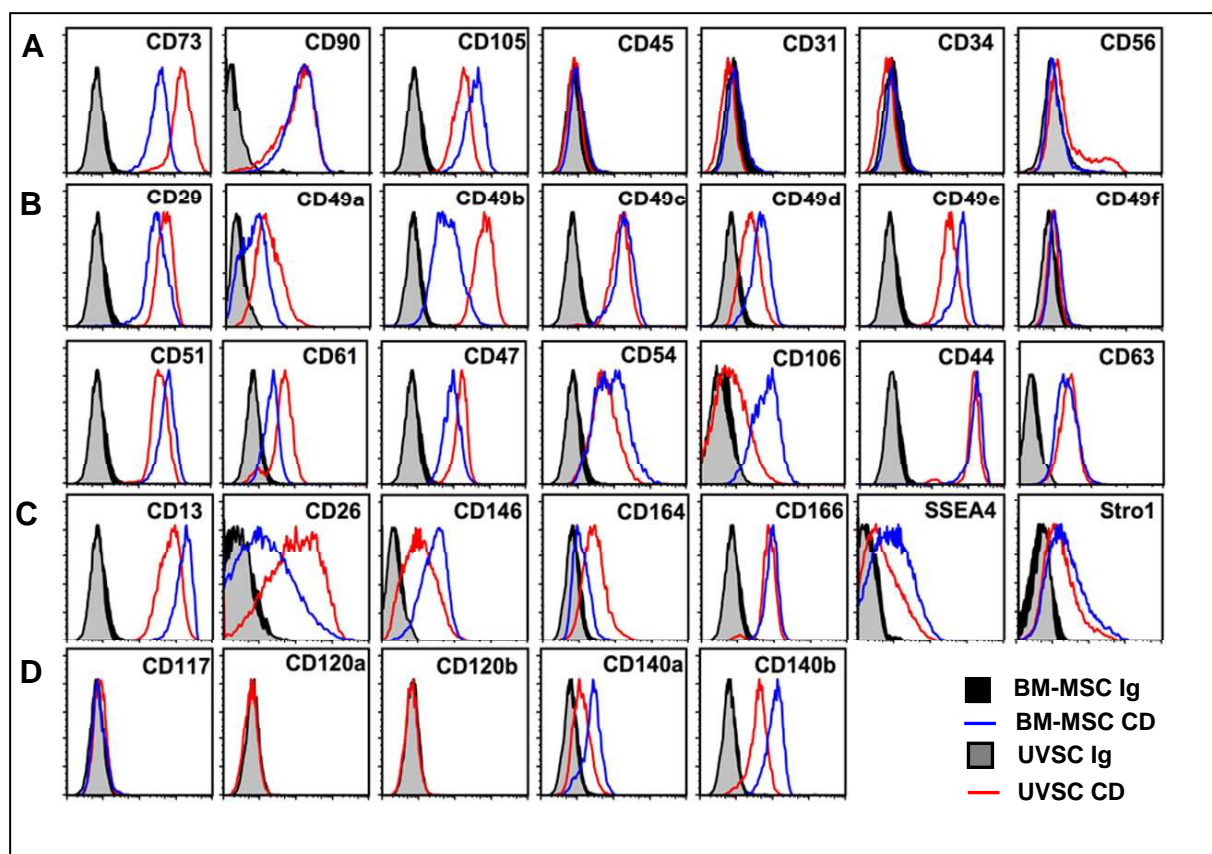 A
CD73 CD90 CD105 CD45 CD31 CD34 CD56
B
CD29 CD49a CD49b CD49c CD49d CD49e CD49f
CD51 CD61 CD47 CD54 CD106 CD44 CD63
C
CD13 CD26 CD146 CD164 CD166 SSEA4 Stro1
D
CD117 CD120a CD120b CD140a CD140b
BM-MSC Ig
BM-MSC CD
UVSC Ig
UVSC CD